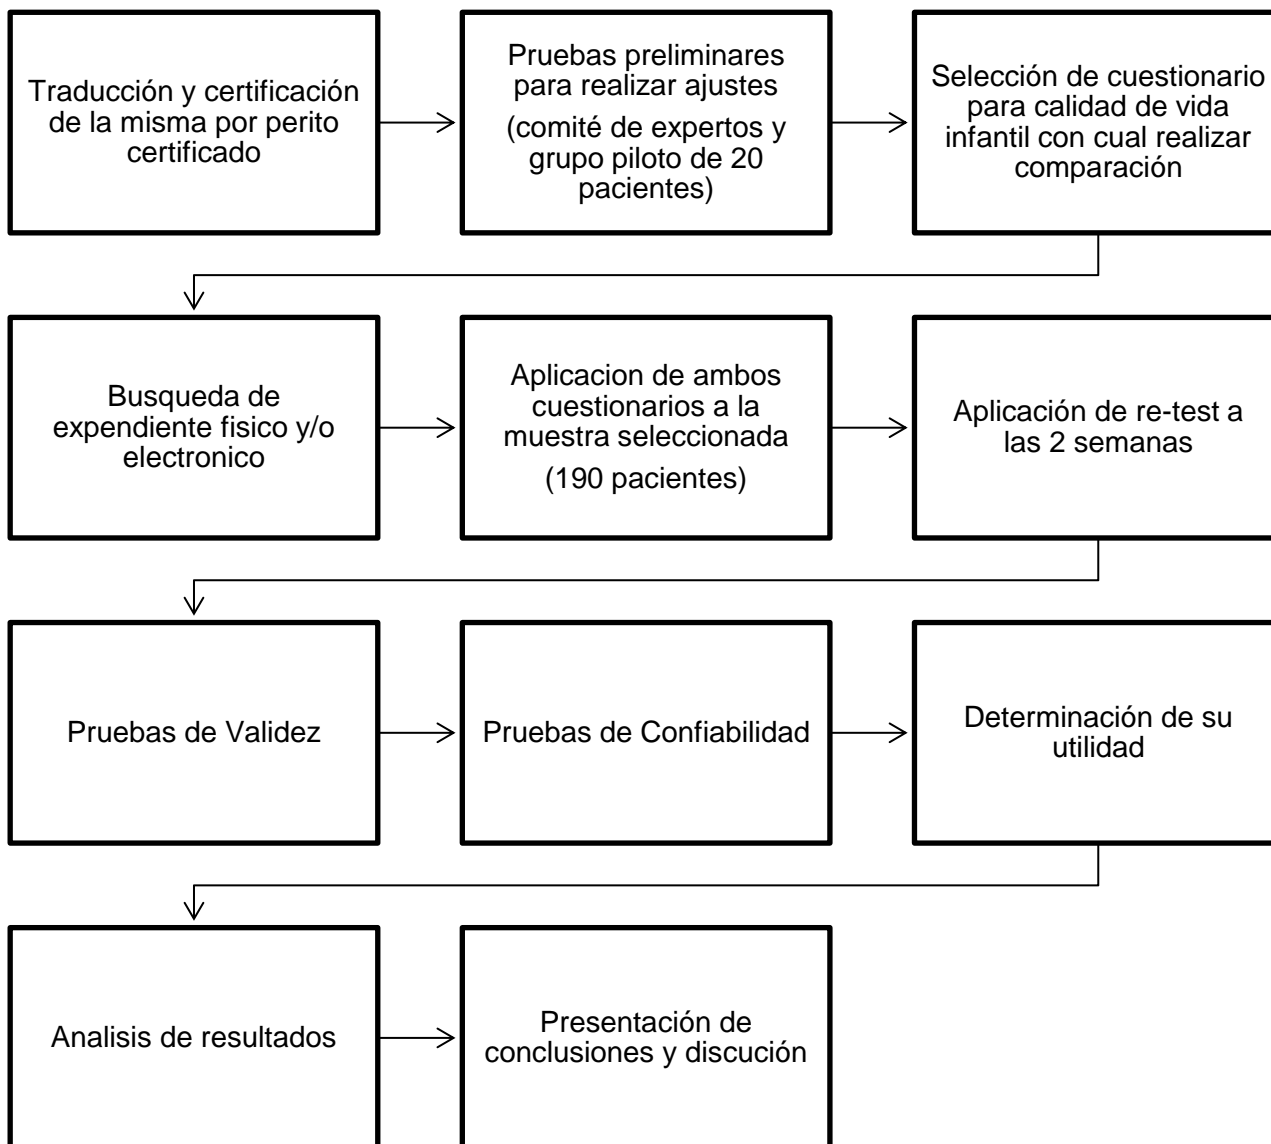 Traducción y certificación
de la misma por perito
certificado
Pruebas preliminares
para realizar ajustes
(comité de expertos y
grupo piloto de 20
pacientes)
Selección de cuestionario
para calidad de vida
infantil con cual realizar
comparación
Busqueda de
expendiente fisico y/o
electronico
Aplicacion de ambos
cuestionarios a la
muestra seleccionada
(190 pacientes)
Aplicación de re-test a
las 2 semanas
Pruebas de Validez
Pruebas de Confiabilidad
Determinación de su
utilidad
Analisis de resultados
Presentación de
conclusiones y discución